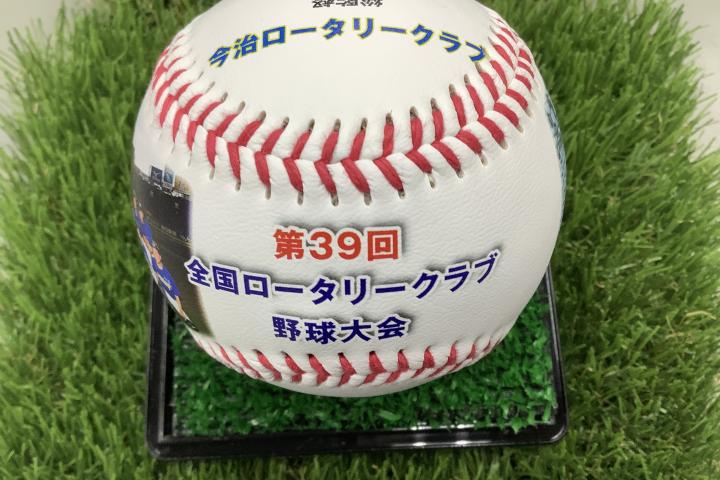 今治ロータリークラブ
第39回
全国ロータリークラブ
野球大会